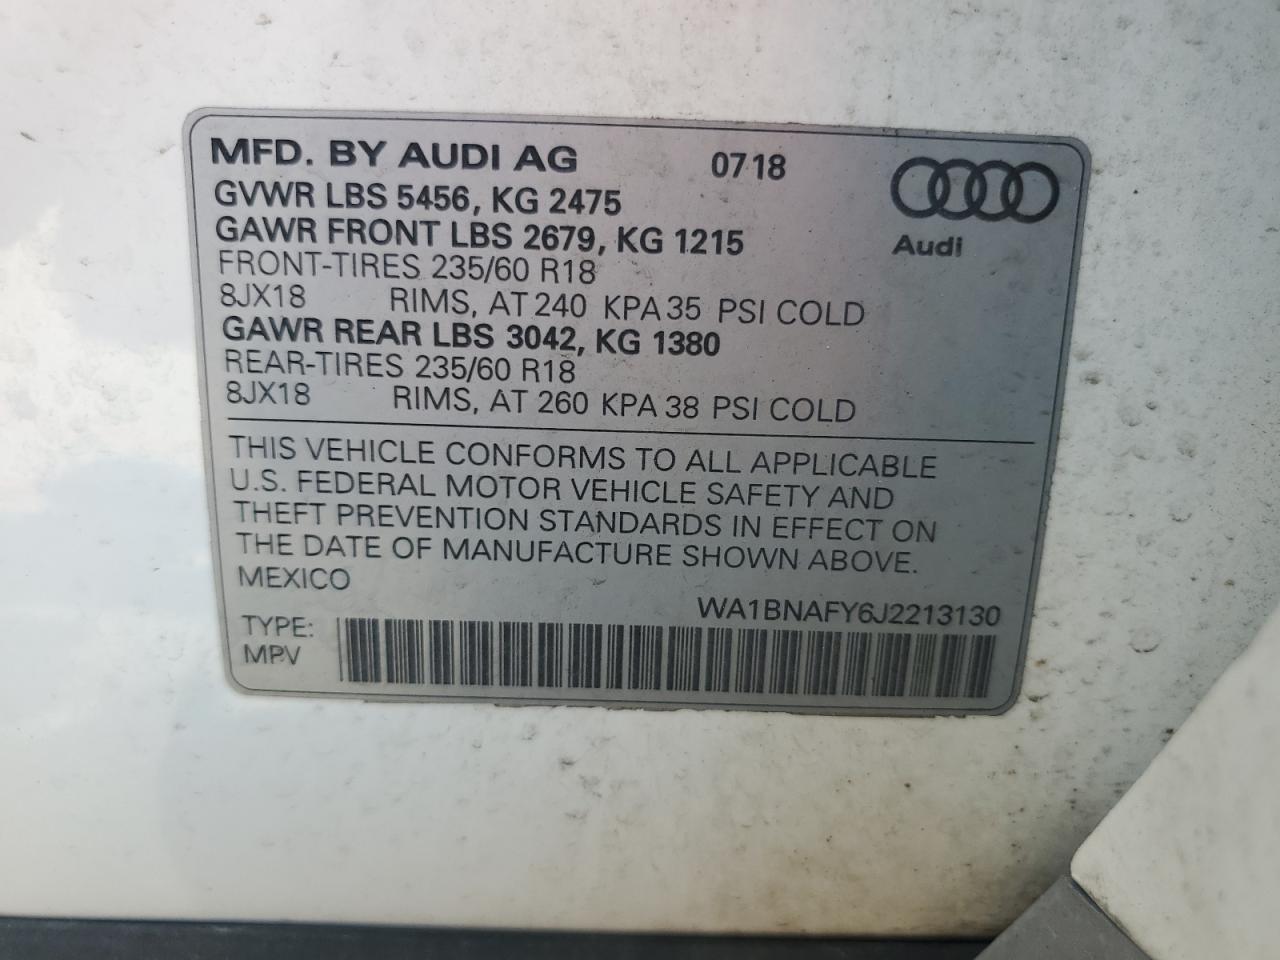 MFD. BY AUDI AG 07 18
GVWR LBS 5456, KG 2475
GAWR FRONT LBS 2679, KG 1215
Audi
FRONT-TIRES 235/60 R18
8JX18 RIMS, AT 240 KPA 35 PSI COLD
GAWR REAR LBS 3042, KG 1380
REAR-TIRES 235/60 R18
8JX18 RIMS, AT 260 KPA 38 PSI COLD
THIS VEHICLE CONFORMS TO ALL APPLICABLE
U.S. FEDERAL MOTOR VEHICLE SAFETY AND
THEFT PREVENTION STANDARDS IN EFFECT ON
THE DATE OF MANUFACTURE SHOWN ABOVE.
MEXICO
WA1BNAFY6J2213130
TYPE:
MPV